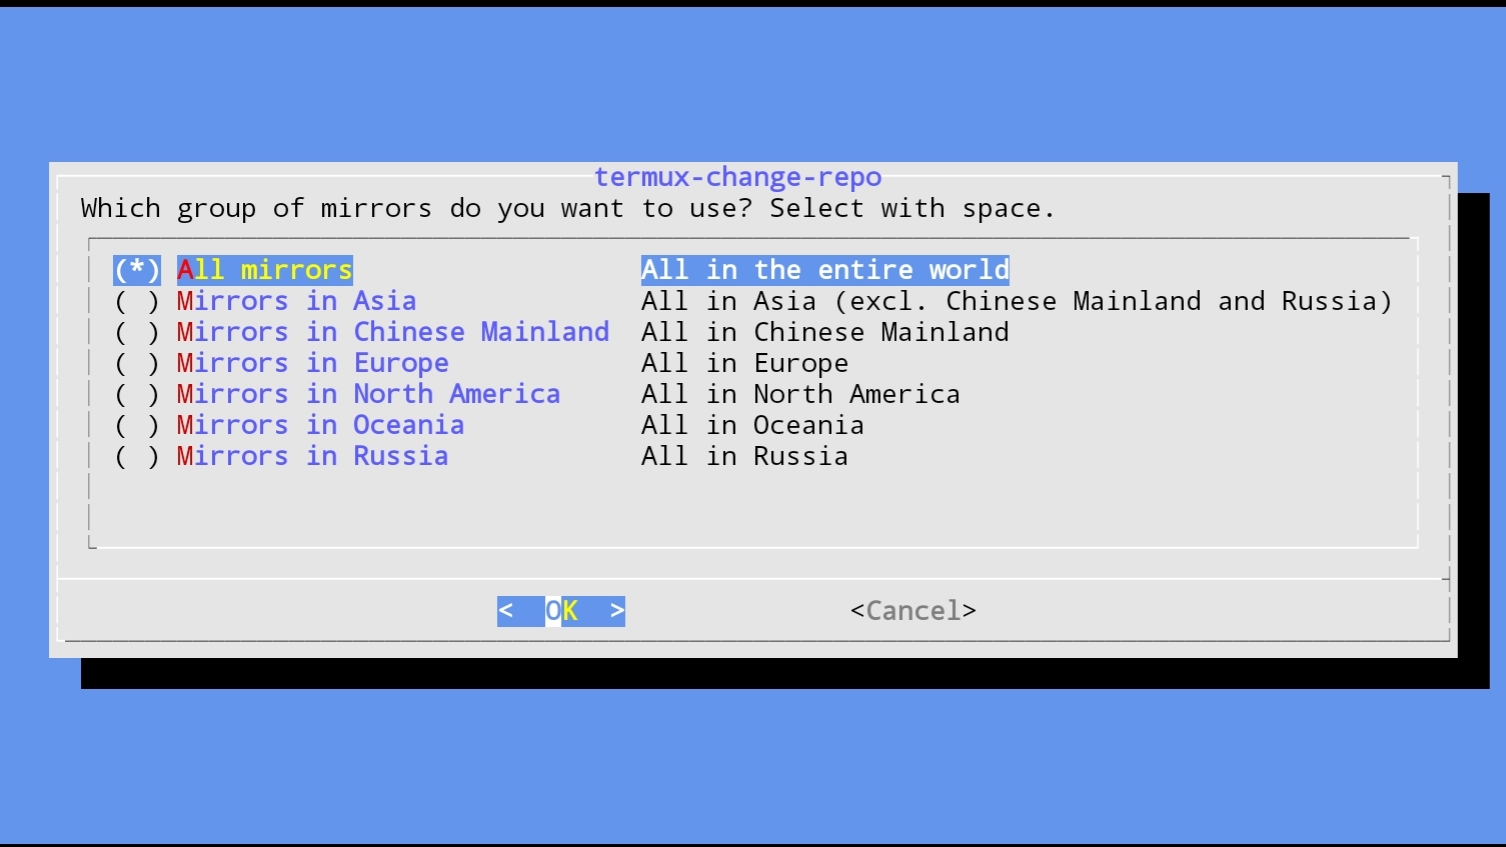 termux-change-repo
Which group of mirrors do you want to use? Select with space.
(*) All mirrors All in the entire world
( ) Mirrors in Asia All in Asia (excl. Chinese Mainland and Russia)
( ) Mirrors in Chinese Mainland All in Chinese Mainland
( ) Mirrors in Europe All in Europe
( ) Mirrors in North America All in North America
( ) Mirrors in Oceania All in Oceania
( ) Mirrors in Russia All in Russia
< OK > <Cancel>